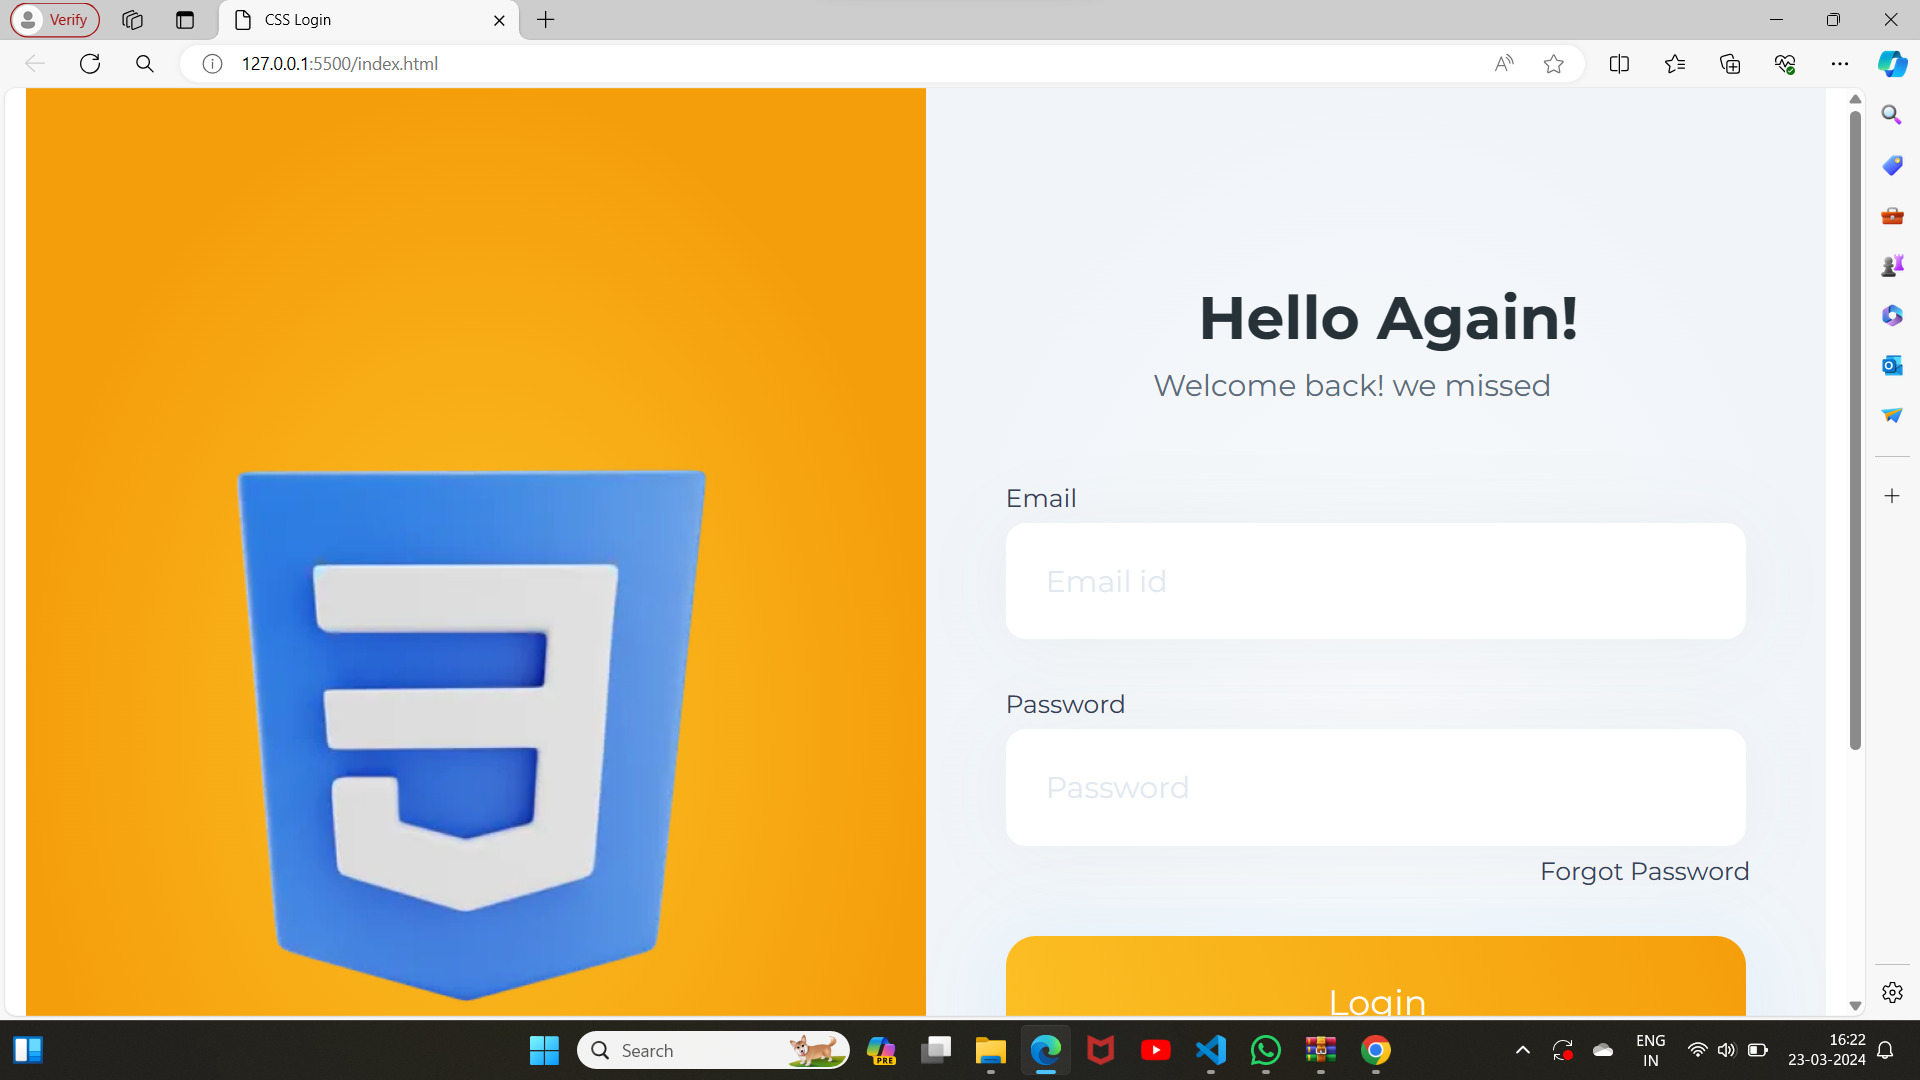 Verify
CSS Login
127.0.0.1:5500/index.html
Hello Again!
Welcome back! we missed
Email
Email id
Password
Password
Forgot Password
Login
Search
PRE
ENG
IN
16:22
23-03-2024